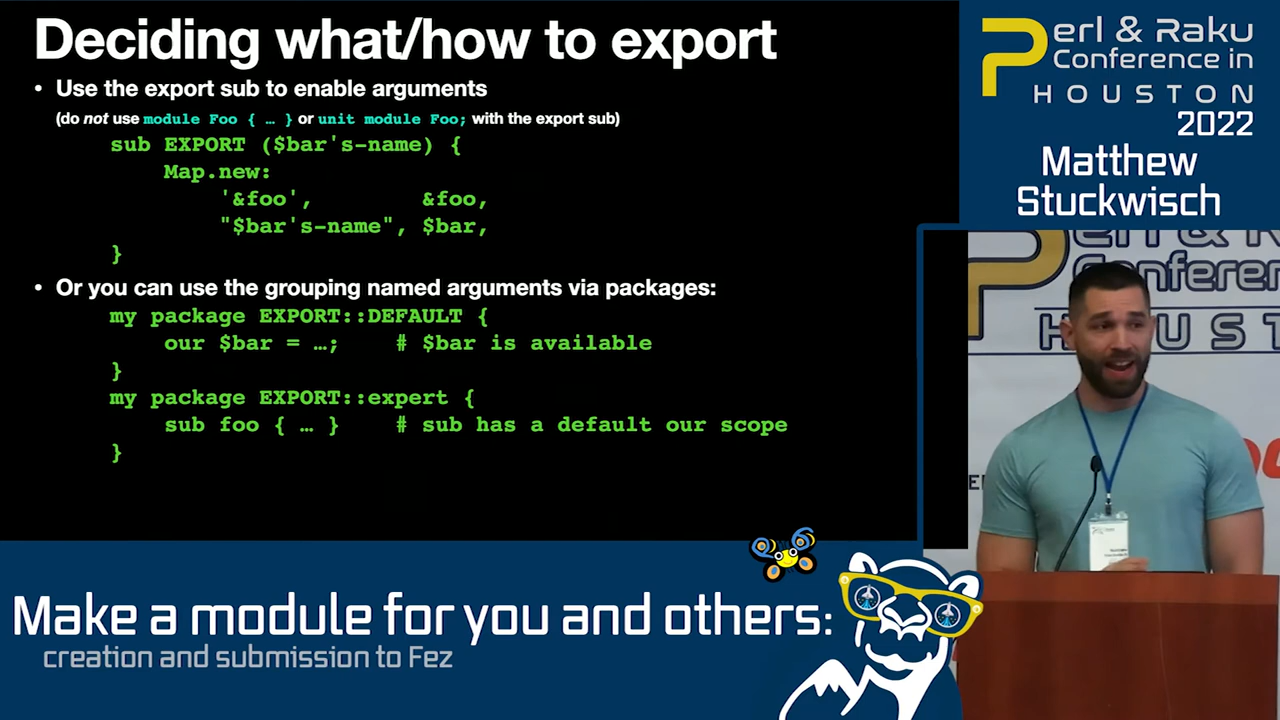 Deciding what/how to export
• Use the export sub to enable arguments
(do not use module Foo { … } or unit module Foo; with the export sub)
sub EXPORT ($bar's-name) {
Map.new:
'&foo', &foo,
"$bar's-name", $bar,
}
• Or you can use the grouping named arguments via packages:
my package EXPORT::DEFAULT {
our $bar = …; # $bar is available
}
my package EXPORT::expert {
sub foo { … } # sub has a default our scope
}
Perl & Raku
Conference in
HOUSTON
2022
Matthew
Stuckwisch
Perl & R
Conferen
HOUST
Make a module for you and others:
creation and submission to Fez